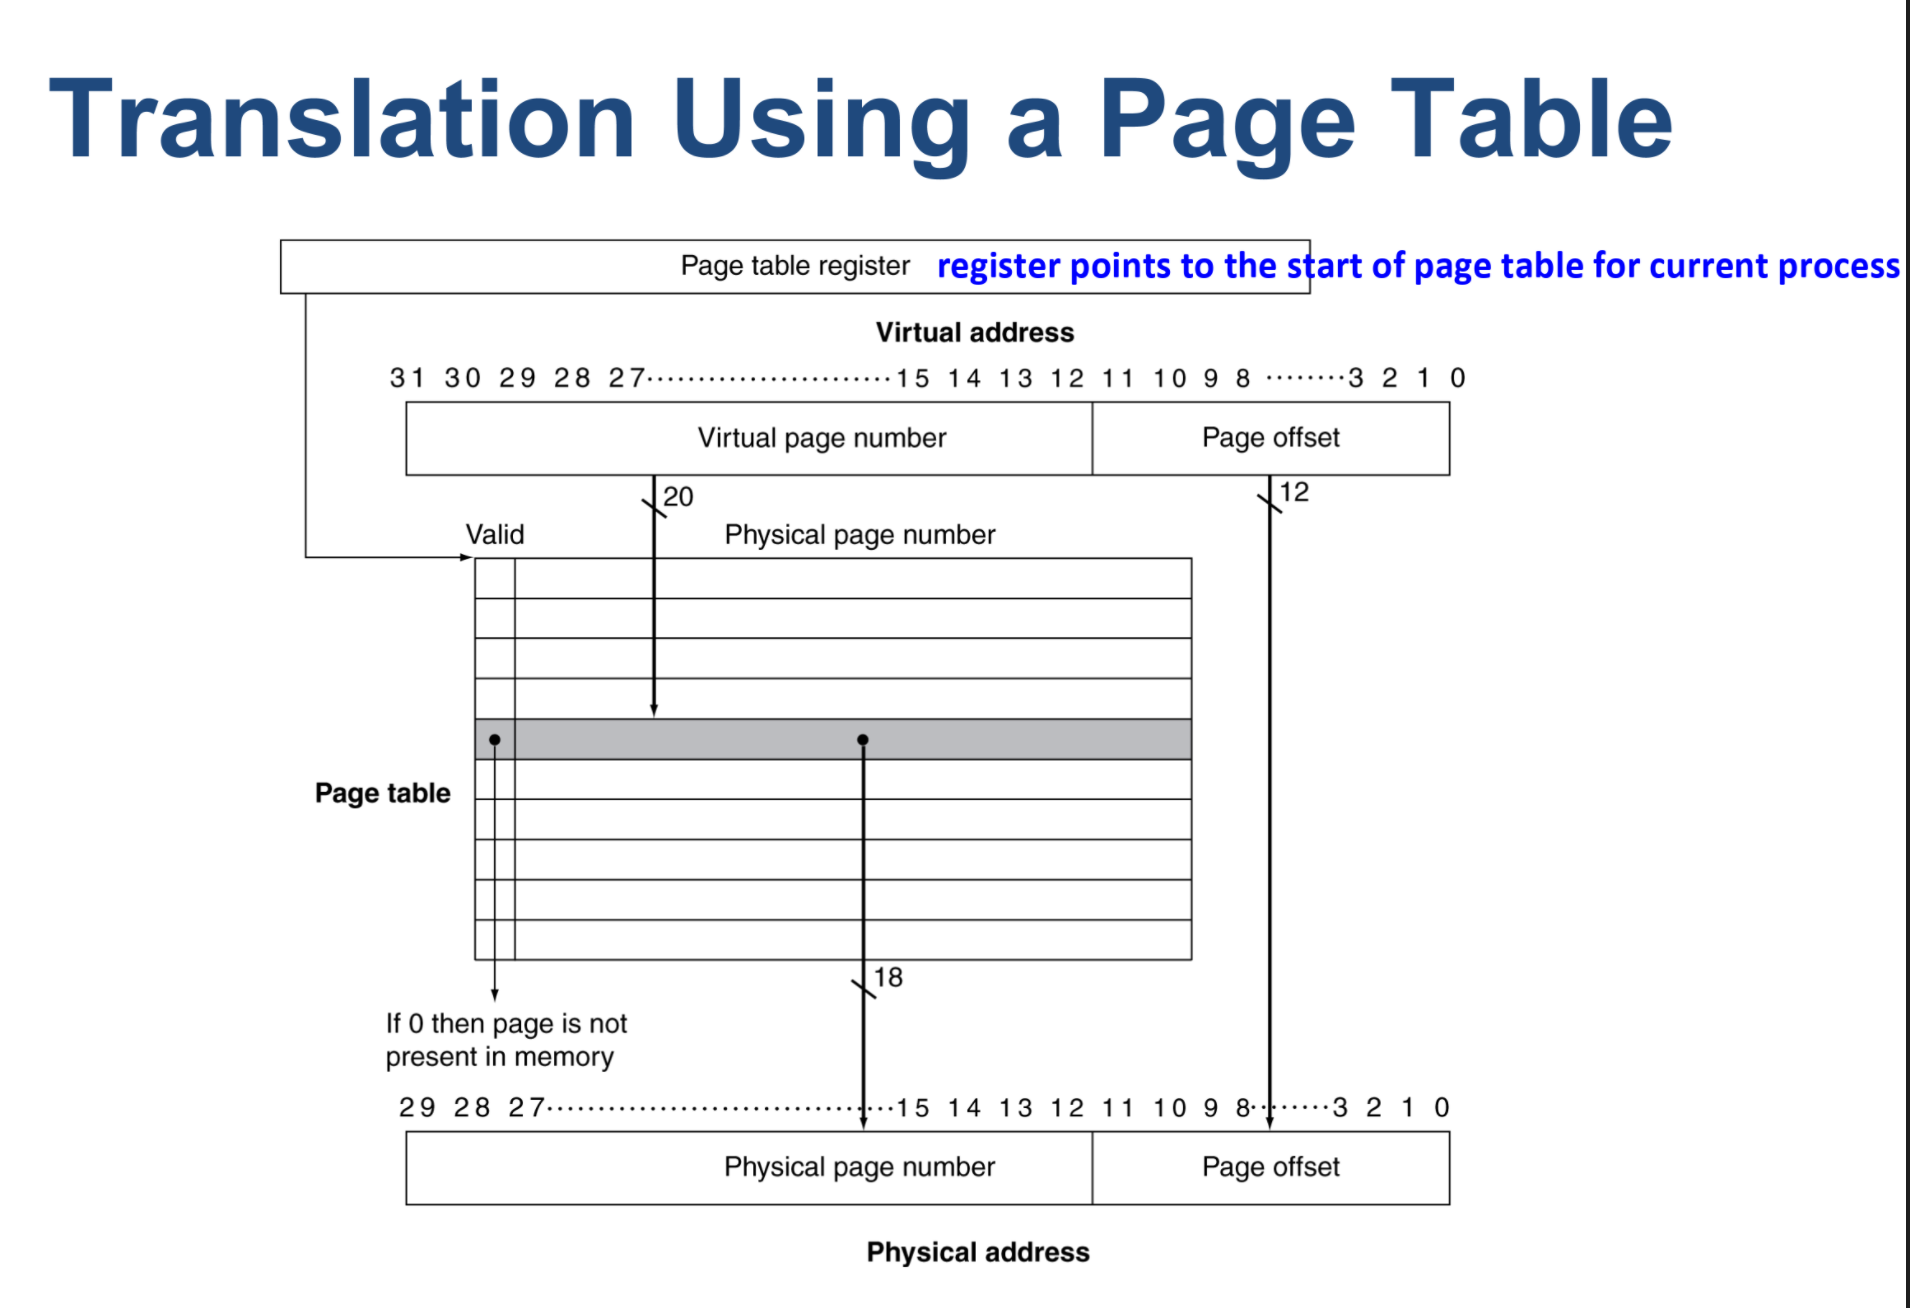 Translation Using a Page Table
Page table register register points to the start of page table for current process
Virtual address
31 30 29 28 27························15 14 13 12 11 10 9 8 ········3 2 1 0
Virtual page number Page offset
20 12
Valid Physical page number
Page table
18
If 0 then page is not
present in memory
29 28 27··································15 14 13 12 11 10 9 8········3 2 1 0
Physical page number Page offset
Physical address